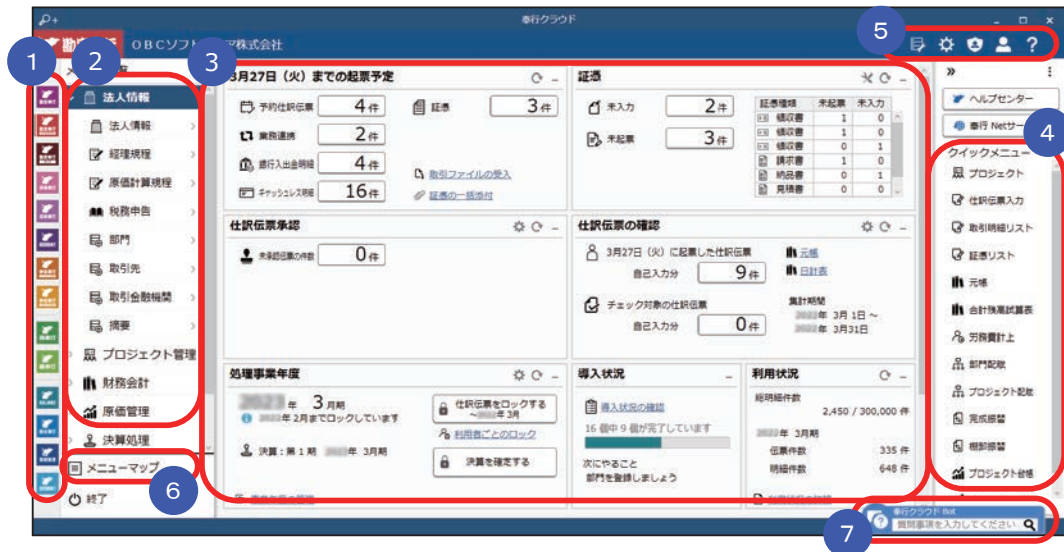 奉行クラウド
OBCソフト
ア株式会社
5
1
2
3
4
6
7
法人情報
法人情報
経理規程
原価計算規程
税務申告
部門
取引先
取引金融機関
摘要
プロジェクト管理
財務会計
原価管理
決算処理
メニューマップ
終了
3月27日（火）までの起票予定
予約仕訳伝票 4件
証憑 3件
業務連携 2件
銀行入出金明細 4件
取引ファイルの受入
キャッシュレス明細 16件
証憑の一括添付
証憑
未入力 2件
未起票 3件
証憑種類 未起票 未入力
領収書 1 0
領収書 1 0
領収書 0 1
請求書 1 0
納品書 0 1
見積書 0 0
仕訳伝票承認
未承認伝票の件数 0件
仕訳伝票の確認
3月27日（火）に起票した仕訳伝票
自己入力分 9件
元帳
日計表
チェック対象の仕訳伝票
自己入力分 0件
集計期間
年 3月 1日～
年 3月31日
処理事業年度
年 3 月期
年 2月までロックしています
仕訳伝票をロックする
～ 年 3月
利用者ごとのロック
決算：第 1 期 年 3月期
決算を確定する
導入状況
導入状況の確認
16 個中 9 個が完了しています
次にやること
部門を登録しましょう
利用状況
総明細件数
2,450 / 300,000 件
年 3月期
伝票件数 335 件
明細件数 648 件
ヘルプセンター
奉行 Netサー
クイックメニュー
プロジェクト
仕訳伝票入力
取引明細リスト
証憑リスト
元帳
合計残高試算表
労務費計上
部門配賦
プロジェクト配賦
完成振替
棚卸振替
プロジェクト台帳
奉行クラウド Bot
質問事項を入力してください